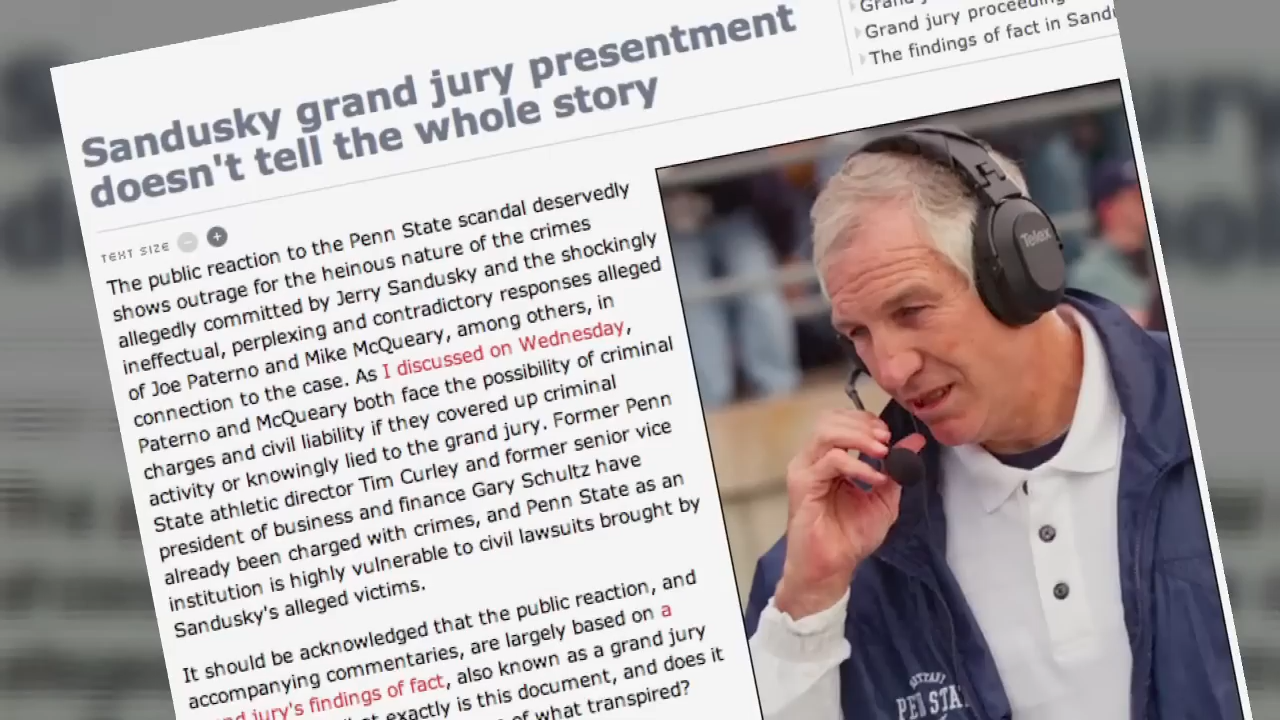 Sandusky grand jury presentment
doesn't tell the whole story
Grand
Grand jury proceeding
The findings of fact in
TEXT SIZE - +
The public reaction to the Penn State scandal deservedly
shows outrage for the heinous nature of the crimes
allegedly committed by Jerry Sandusky and the shockingly
ineffectual, perplexing and contradictory responses alleged
of Joe Paterno and Mike McQueary, among others, in
connection to the case. As I discussed on Wednesday,
Paterno and McQueary both face the possibility of criminal
charges and civil liability if they covered up criminal
activity or knowingly lied to the grand jury. Former Penn
State athletic director Tim Curley and former senior vice
president of business and finance Gary Schultz have
already been charged with crimes, and Penn State as an
institution is highly vulnerable to civil lawsuits brought by
Sandusky's alleged victims.
It should be acknowledged that the public reaction, and
accompanying commentaries, are largely based on a
jury's findings of fact, also known as a grand jury
exactly is this document, and does it
of what transpired?
Telex
PENN STATE